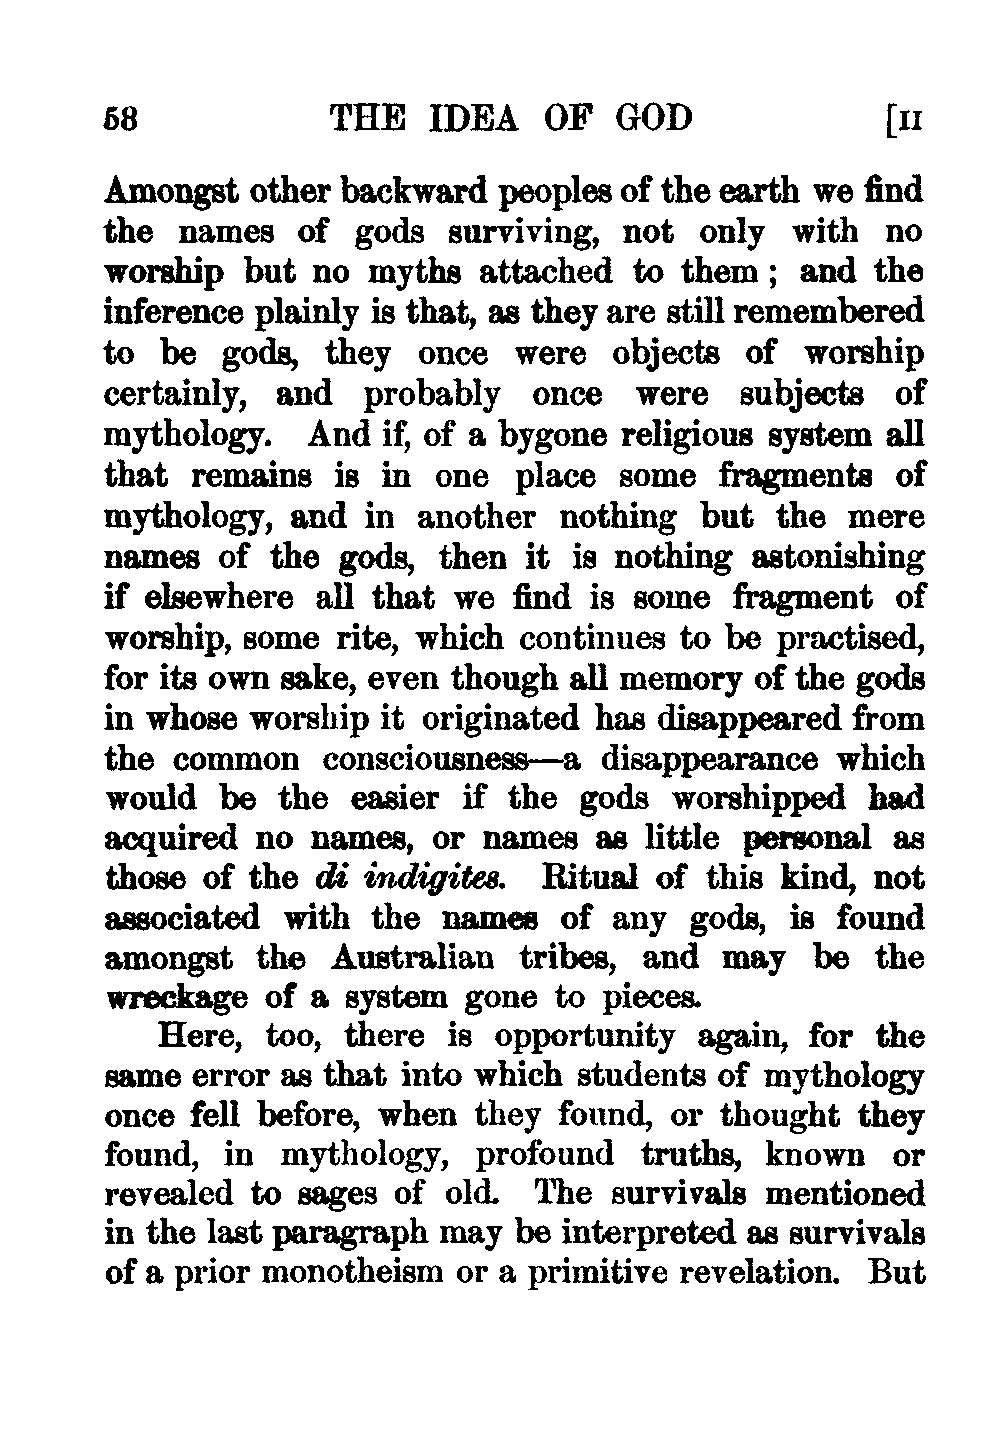 58 THE IDEA OF GOD [II
Amongst other backward peoples of the earth we find
the names of gods surviving, not only with no
worship but no myths attached to them ; and the
inference plainly is that, as they are still remembered
to be gods, they once were objects of worship
certainly, and probably once were subjects of
mythology. And if, of a bygone religious system all
that remains is in one place some fragments of
mythology, and in another nothing but the mere
names of the gods, then it is nothing astonishing
if elsewhere all that we find is some fragment of
worship, some rite, which continues to be practised,
for its own sake, even though all memory of the gods
in whose worship it originated has disappeared from
the common consciousness—a disappearance which
would be the easier if the gods worshipped had
acquired no names, or names as little personal as
those of the di indigites. Ritual of this kind, not
associated with the names of any gods, is found
amongst the Australian tribes, and may be the
wreckage of a system gone to pieces.
Here, too, there is opportunity again, for the
same error as that into which students of mythology
once fell before, when they found, or thought they
found, in mythology, profound truths, known or
revealed to sages of old. The survivals mentioned
in the last paragraph may be interpreted as survivals
of a prior monotheism or a primitive revelation. But